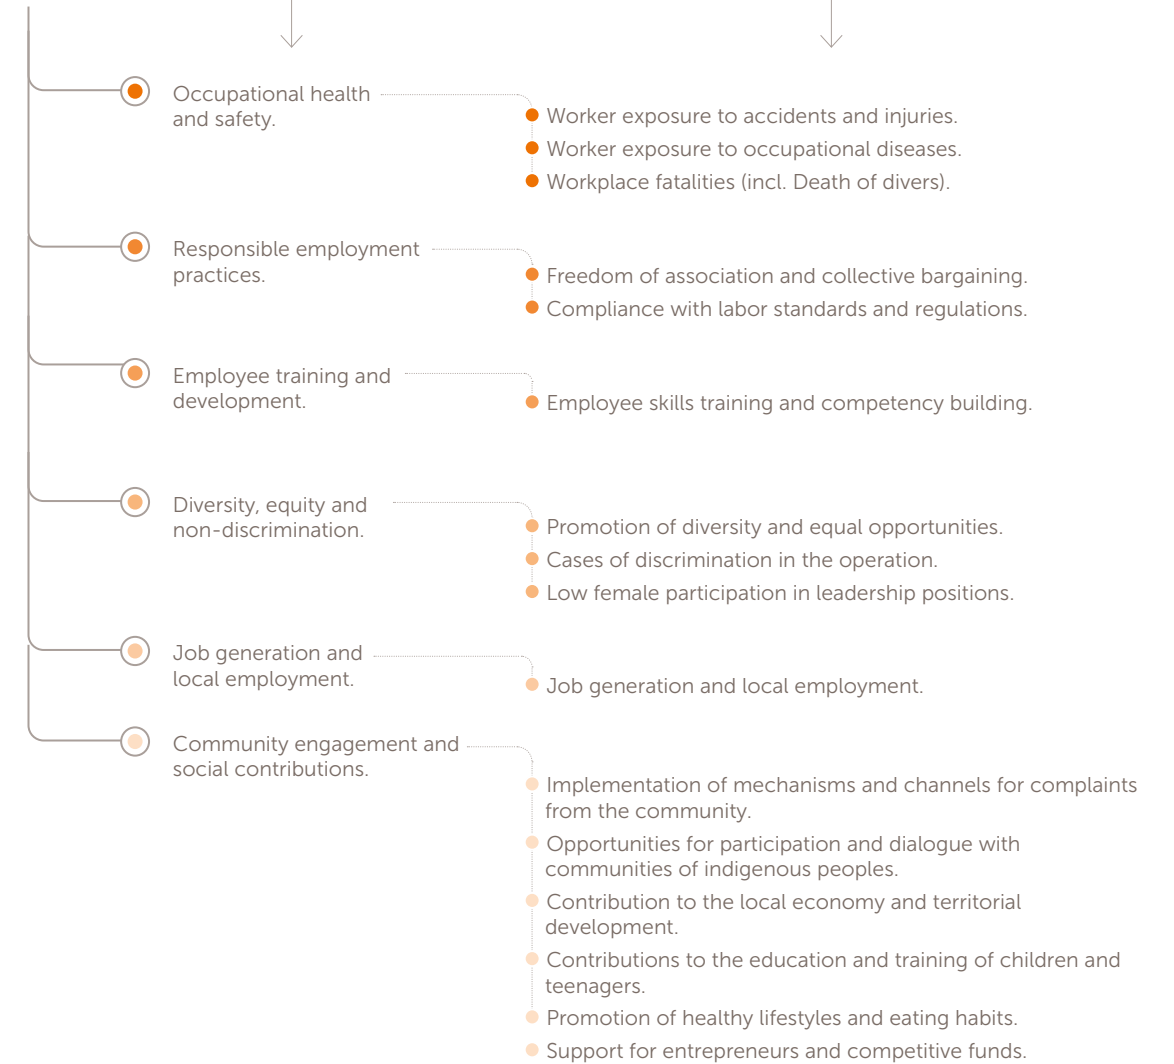 Occupational health
and safety.
Worker exposure to accidents and injuries.
Worker exposure to occupational diseases.
Workplace fatalities (incl. Death of divers).
Responsible employment
practices.
Freedom of association and collective bargaining.
Compliance with labor standards and regulations.
Employee training and
development.
Employee skills training and competency building.
Diversity, equity and
non-discrimination.
Promotion of diversity and equal opportunities.
Cases of discrimination in the operation.
Low female participation in leadership positions.
Job generation and
local employment.
Job generation and local employment.
Community engagement and
social contributions.
Implementation of mechanisms and channels for complaints
from the community.
Opportunities for participation and dialogue with
communities of indigenous peoples.
Contribution to the local economy and territorial
development.
Contributions to the education and training of children and
teenagers.
Promotion of healthy lifestyles and eating habits.
Support for entrepreneurs and competitive funds.